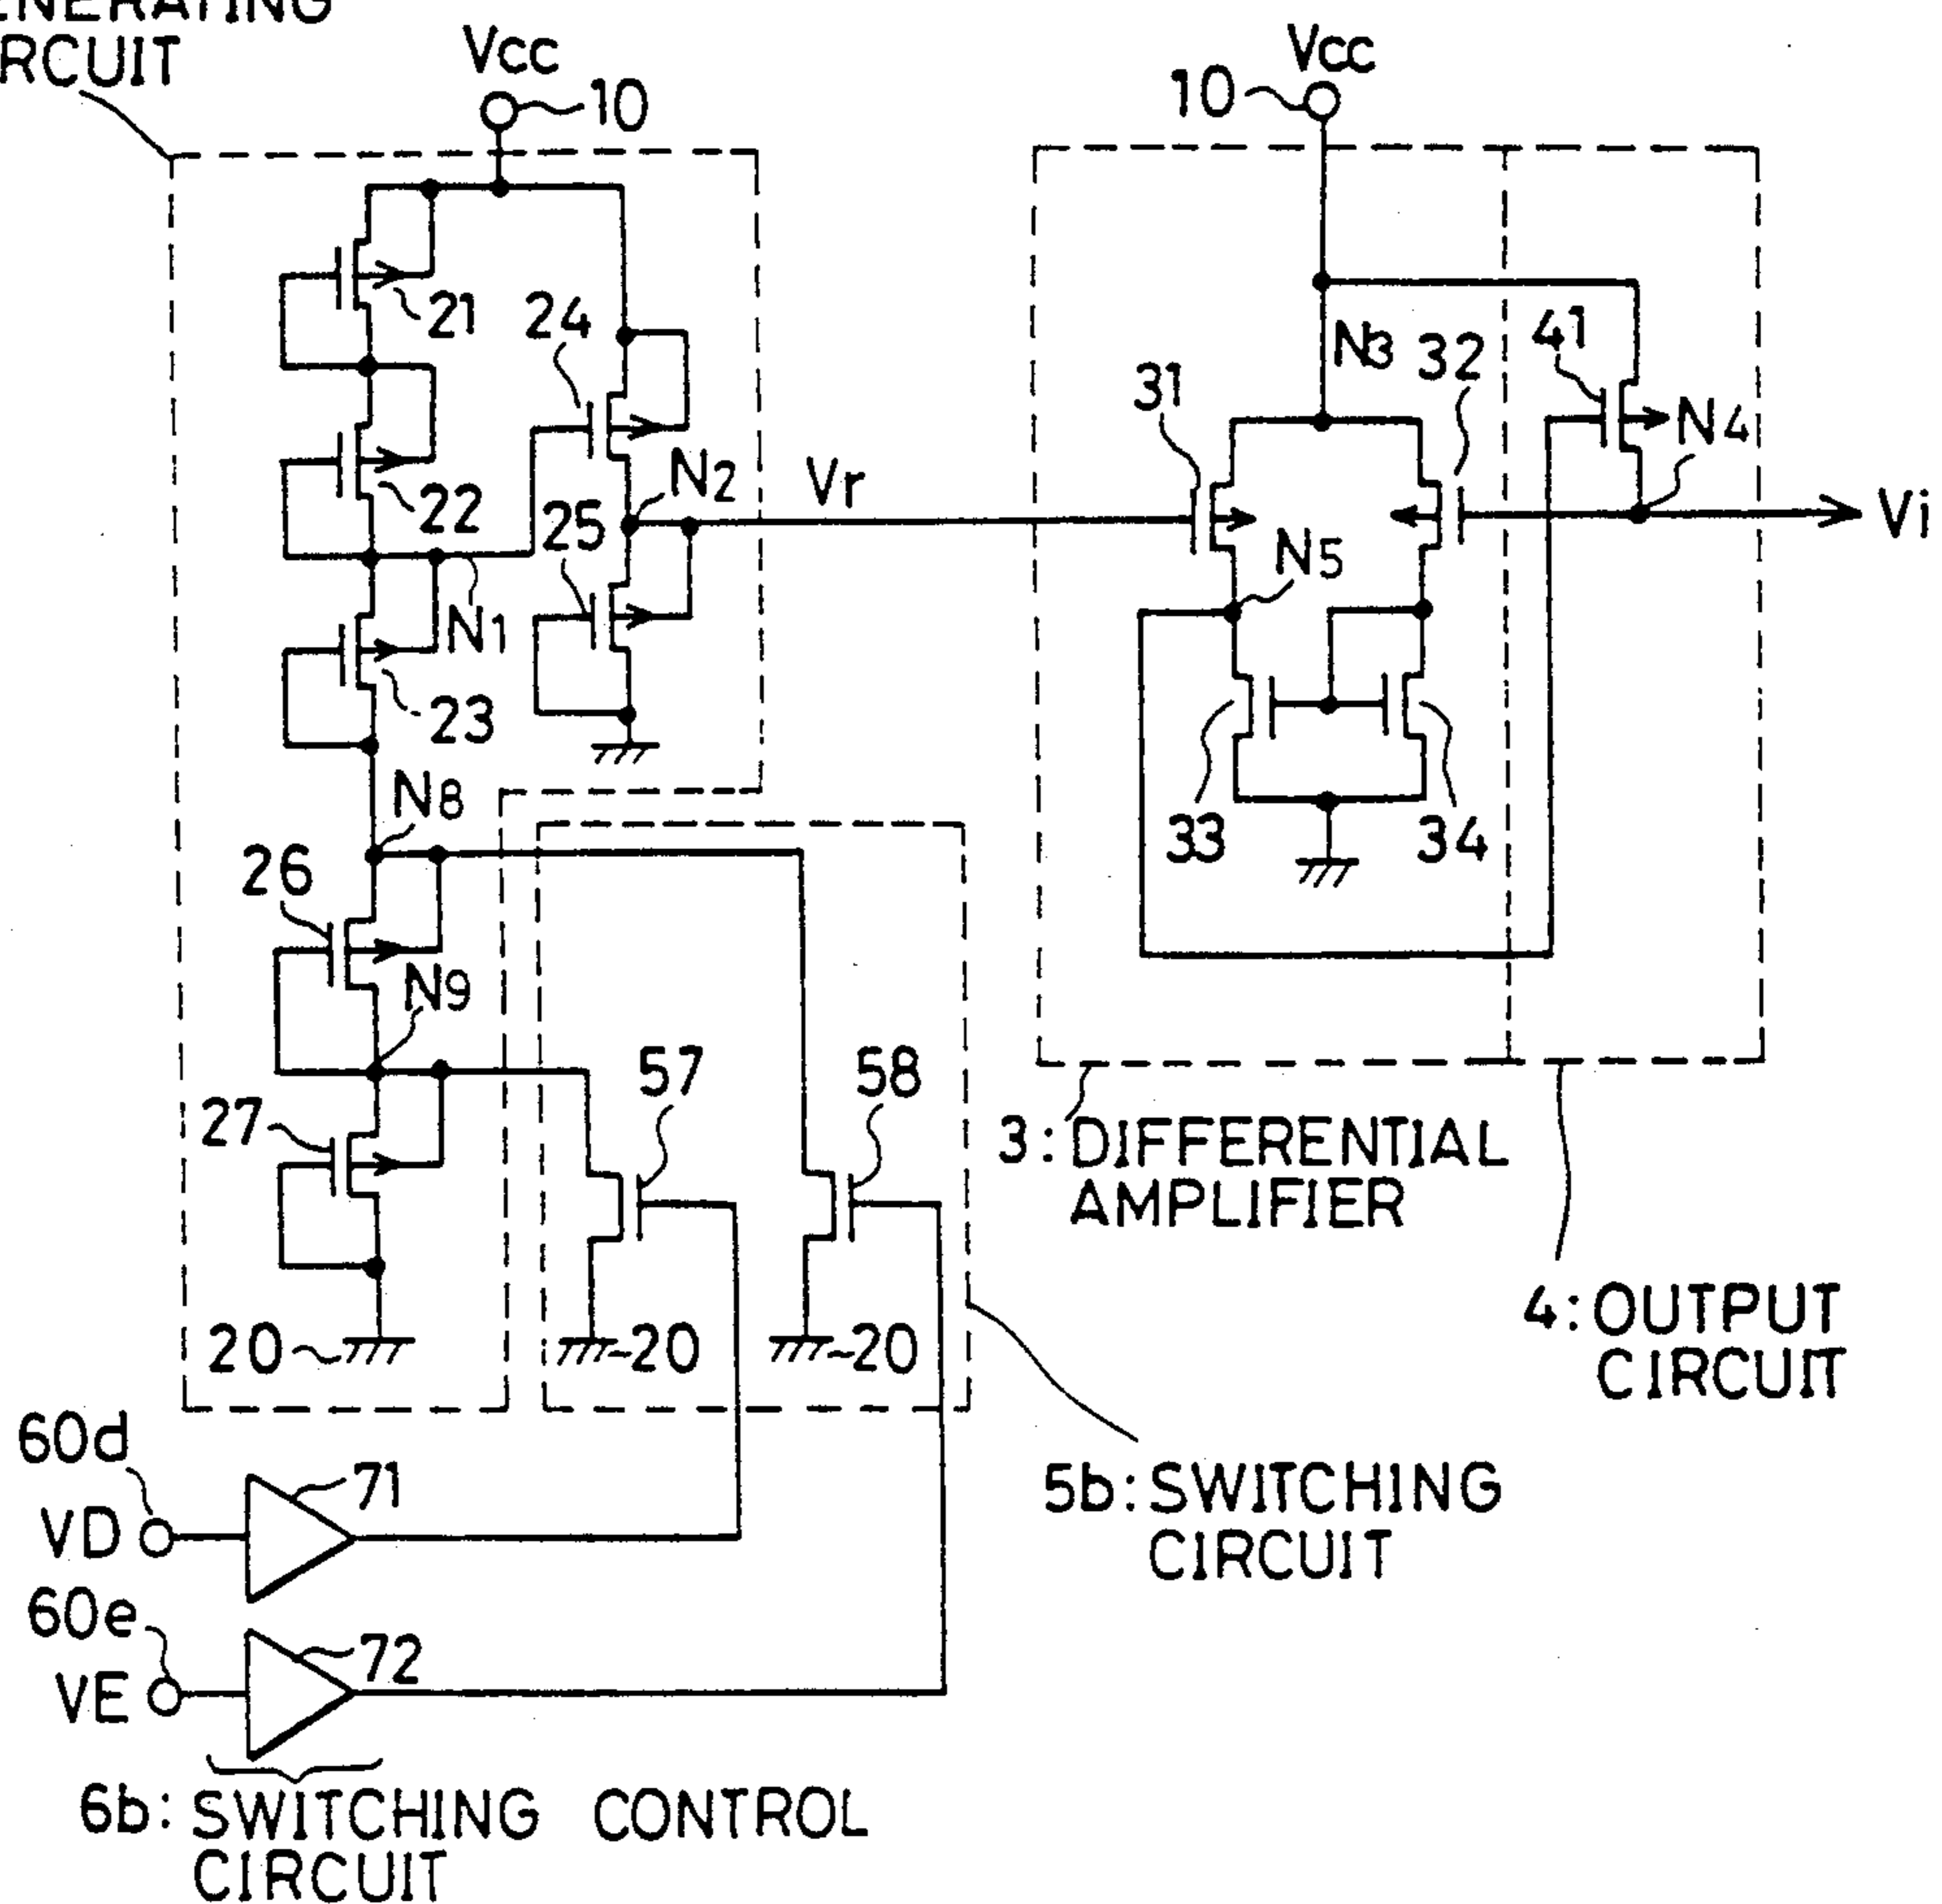 ENERATING
RCUIT
Vcc
10
Vcc
10
21
24
22
25
N2
Vr
N1
23
N8
26
N9
27
57
58
20
20
20
N3
31
32
41
N4
Vi
N5
33
34
3: DIFFERENTIAL
AMPLIFIER
4: OUTPUT
CIRCUIT
5b: SWITCHING
CIRCUIT
60d
VD
71
60e
VE
72
6b: SWITCHING CONTROL
CIRCUIT